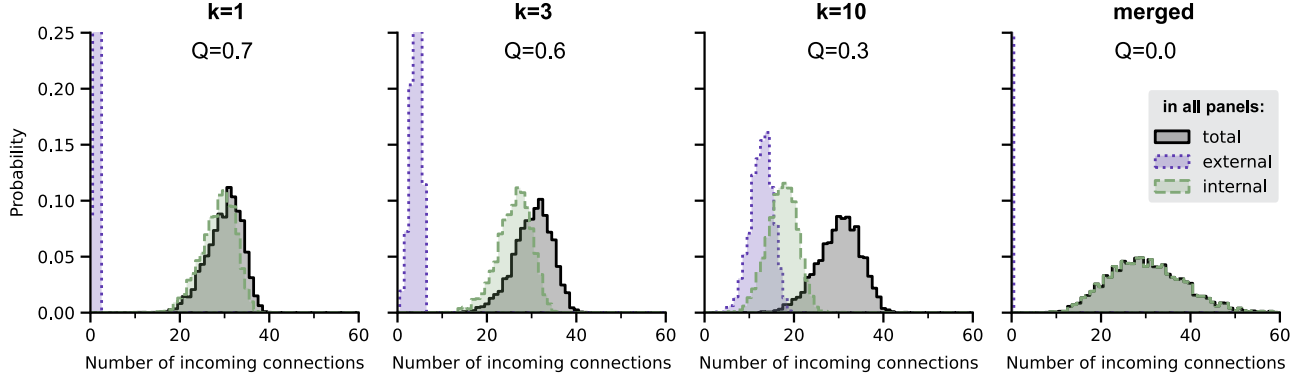 k=1
k=3
k=10
merged
Q=0.7
Q=0.6
Q=0.3
Q=0.0
0.25
0.20
0.15
0.10
0.05
0.00
Probability
in all panels:
total
external
internal
0 20 40 60
0 20 40 60
0 20 40 60
0 20 40 60
Number of incoming connections
Number of incoming connections
Number of incoming connections
Number of incoming connections